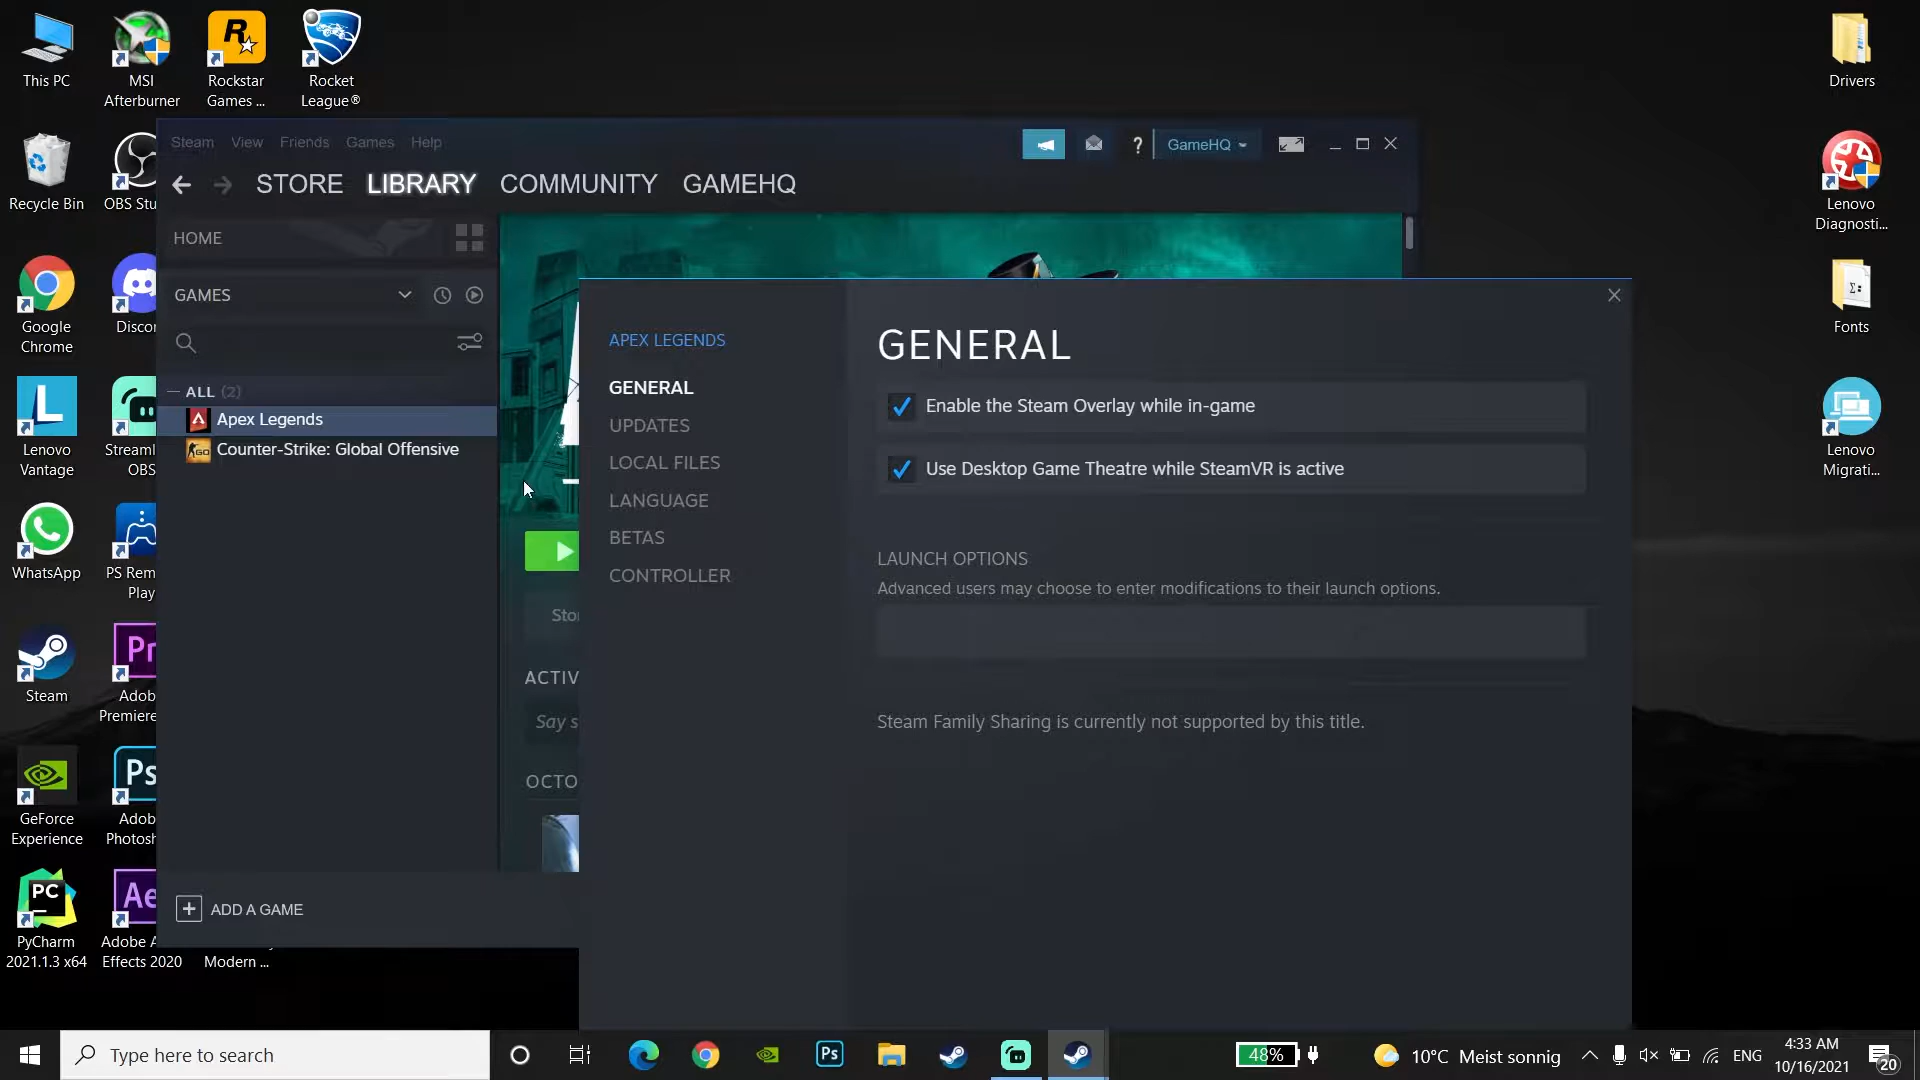 This PC
MSI
Afterburner
Rockstar
Games ...
Rocket
League®
Drivers
Steam View Friends Games Help
? GameHQ
STORE LIBRARY COMMUNITY GAMEHQ
Recycle Bin
OBS Stu
Lenovo
Diagnosti...
HOME
GAMES
Google
Chrome
Discor
Fonts
APEX LEGENDS
GENERAL
UPDATES
LOCAL FILES
LANGUAGE
BETAS
CONTROLLER
GENERAL
Enable the Steam Overlay while in-game
Use Desktop Game Theatre while SteamVR is active
LAUNCH OPTIONS
Advanced users may choose to enter modifications to their launch options.
Steam Family Sharing is currently not supported by this title.
ALL (2)
Apex Legends
Counter-Strike: Global Offensive
Lenovo
Vantage
Streaml
OBS
Lenovo
Migrati...
WhatsApp
PS Rem
Play
Stor
ACTIV
Say s
OCTO
Steam
Pr
Adob
Premiere
GeForce
Experience
Ps
Adob
Photosh
ADD A GAME
PC
PyCharm
2021.1.3 x64
Ae
Adobe A
Effects 2020
Modern ...
Type here to search
Ps
48%
10°C Meist sonnig
ENG
4:33 AM
10/16/2021
20